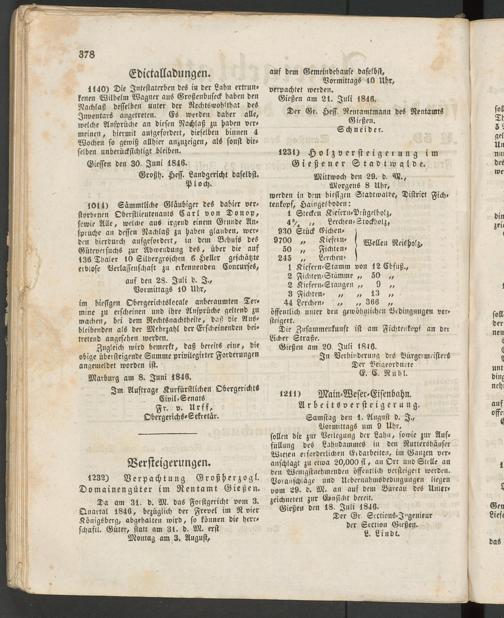 378
Edictalladungen.
1140) Die Intestaterben des in der Lahn ertrun-
kenen Wilhelm Wagner aus Großenbuseck haben den
Nachlaß desselben unter der Rechtswohlthat des
Inventars angetreten. Es werden daher alle,
welche Ansprüche an diesen Nachlaß zu haben ver-
meinen, hiermit aufgefordert, dieselben binnen 4
Wochen so gewiß allhier anzuzeigen, als sonst die-
selben unberücksichtigt bleiben.
Giessen den 30. Juni 1846.
Großh. Hess. Landgericht daselbst.
Ploch.
1014) Sämmtliche Gläubiger des dahier ver-
storbenen Oberstlieutenants Carl von Donop,
sowie Alle, welche aus irgend einem Grunde An-
sprüche an dessen Nachlaß zu haben glauben, wer-
den hierdurch aufgefordert, in dem Behufs des
Güteversuchs zur Abwendung des, über die auf
136 Thaler 10 Silbergroschen 6 Heller geschätzte
erblose Verlassenschaft zu erkennenden Concurses,
auf den 28. Juli d. J.,
Vormittags 10 Uhr,
im hiesigen Obergerichtslocale anberaumten Ter-
mine zu erscheinen und ihre Ansprüche geltend zu
machen, bei dem Rechtsnachtheile, daß die Aus-
bleibenden als der Mehrzahl der Erscheinenden bei-
tretend angesehen werden.
Zugleich wird bemerkt, daß bereits eine, die
obige übersteigende Summe privilegirter Forderungen
angemeldet worden ist.
Marburg am 8. Juni 1846.
Im Auftrage Kurfürstlichen Obergerichts
Civil-Senats
Fr. v. Urff,
Obergerichts-Sekretär.
Versteigerungen.
1232) Verpachtung Großherzogl.
Domainengüter im Rentamt Gießen.
Da am 31. d. M. das Forstgericht vom 3.
Quartal 1846, bezüglich der Frevel im Revier
Königsberg, abgehalten wird, so können die herr-
schaftl. Güter, statt am 31. d. M. erst
Montag am 3. August,
auf dem Gemeindehause daselbst,
Vormittags 10 Uhr,
verpachtet werden.
Gießen am 21. Juli 1846.
Der Gr. Hess. Rentamtmann des Rentamts
Gießen.
Schneider.
1231) Holzversteigerung im
Giessener Stadtwalde.
Mittwoch den 29. d. M.,
Morgens 8 Uhr,
werden in dem hiesigen Stadtwalde, District Fich-
tenkopf, Haingesboden:
1 Stecken Kiefern-Prügelholz,
Lerchen-Stockholz,
930 Stück Eichen-
9700 „ Kiefern-
50 „ Fichten-
245 „ Lerchen-
Wellen Reisholz,
1 Kiefern-Stamm von 12 Cbfuß,
2 Fichten-Stämme „ 50 „
2 Kiefern-Stangen „ 9 „
3 Fichten- „ „ 13 „
44 Lerchen- „ „ 366 „
öffentlich unter den gewöhnlichen Bedingungen ver-
steigert.
Die Zusammenkunft ist am Fichtenkopf an der
Licher Straße.
Gießen am 20. Juli 1846.
In Verhinderung des Bürgermeisters
Der Beigeordnete
E. C. Rühl.
1211) Main-Weser-Eisenbahn.
Arbeitsversteigerung.
Samstag den 1. August d. J.,
Vormittags um 9 Uhr,
sollen die zur Verlegung der Lahn, sowie zur Auf-
füllung des Bahndammes in den Ruttershäuser
Wiesen erforderlichen Erdarbeiten, im Ganzen ver-
anschlagt zu etwa 20,000 fl., an Ort und Stelle an
den Wenigstnehmenden öffentlich vergeben werden.
Voranschläge und Uebernahmsbedingungen liegen
vom 29. d. M. an auf dem Bureau des Unter-
zeichneten zur Einsicht bereit.
Gießen den 18. Juli 1846.
Der Gr. Sections-Ingenieur
der Section Gießen.
L. Lindt.